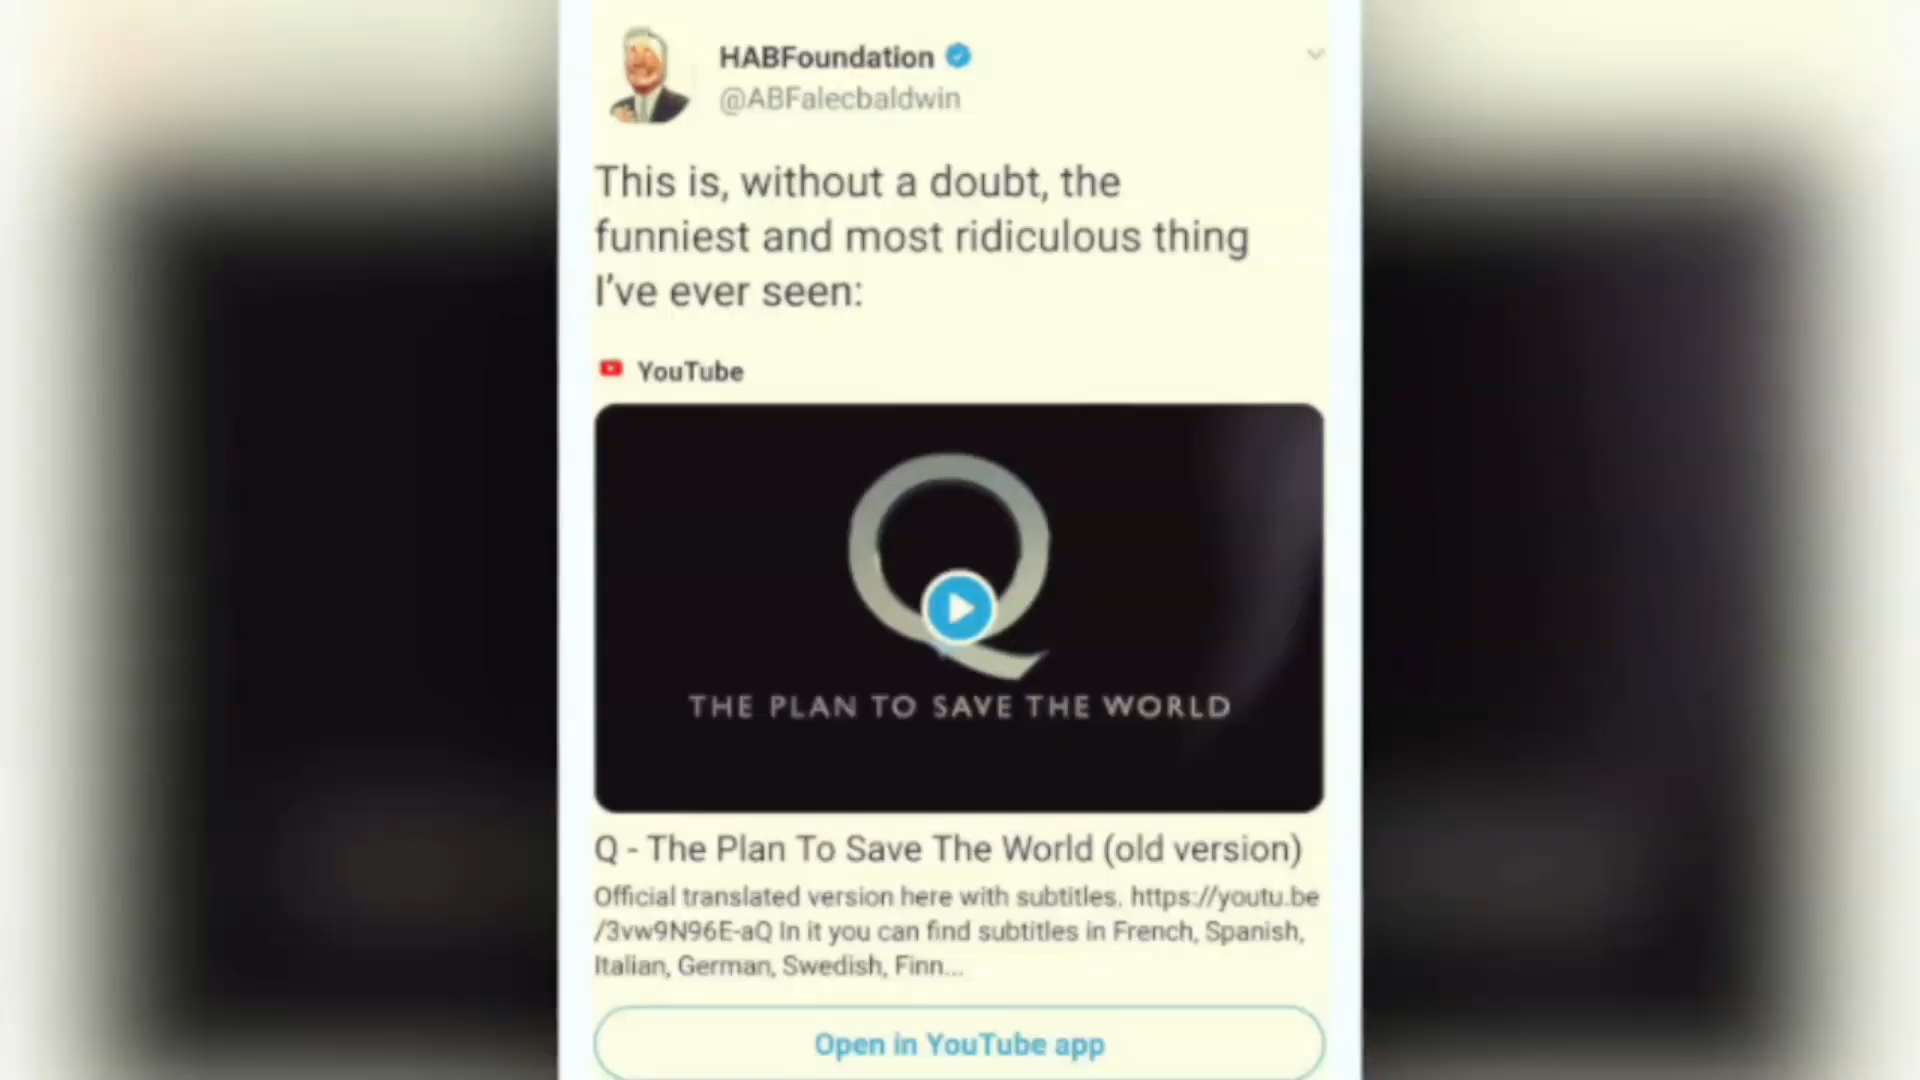 HABFoundation
@ABFalecbaldwin
This is, without a doubt, the
funniest and most ridiculous thing
I've ever seen:
YouTube
Q
THE PLAN TO SAVE THE WORLD
Q - The Plan To Save The World (old version)
Official translated version here with subtitles. https://youtu.be
/3vw9N96E-aQ In it you can find subtitles in French, Spanish,
Italian, German, Swedish, Finn...
Open in YouTube app